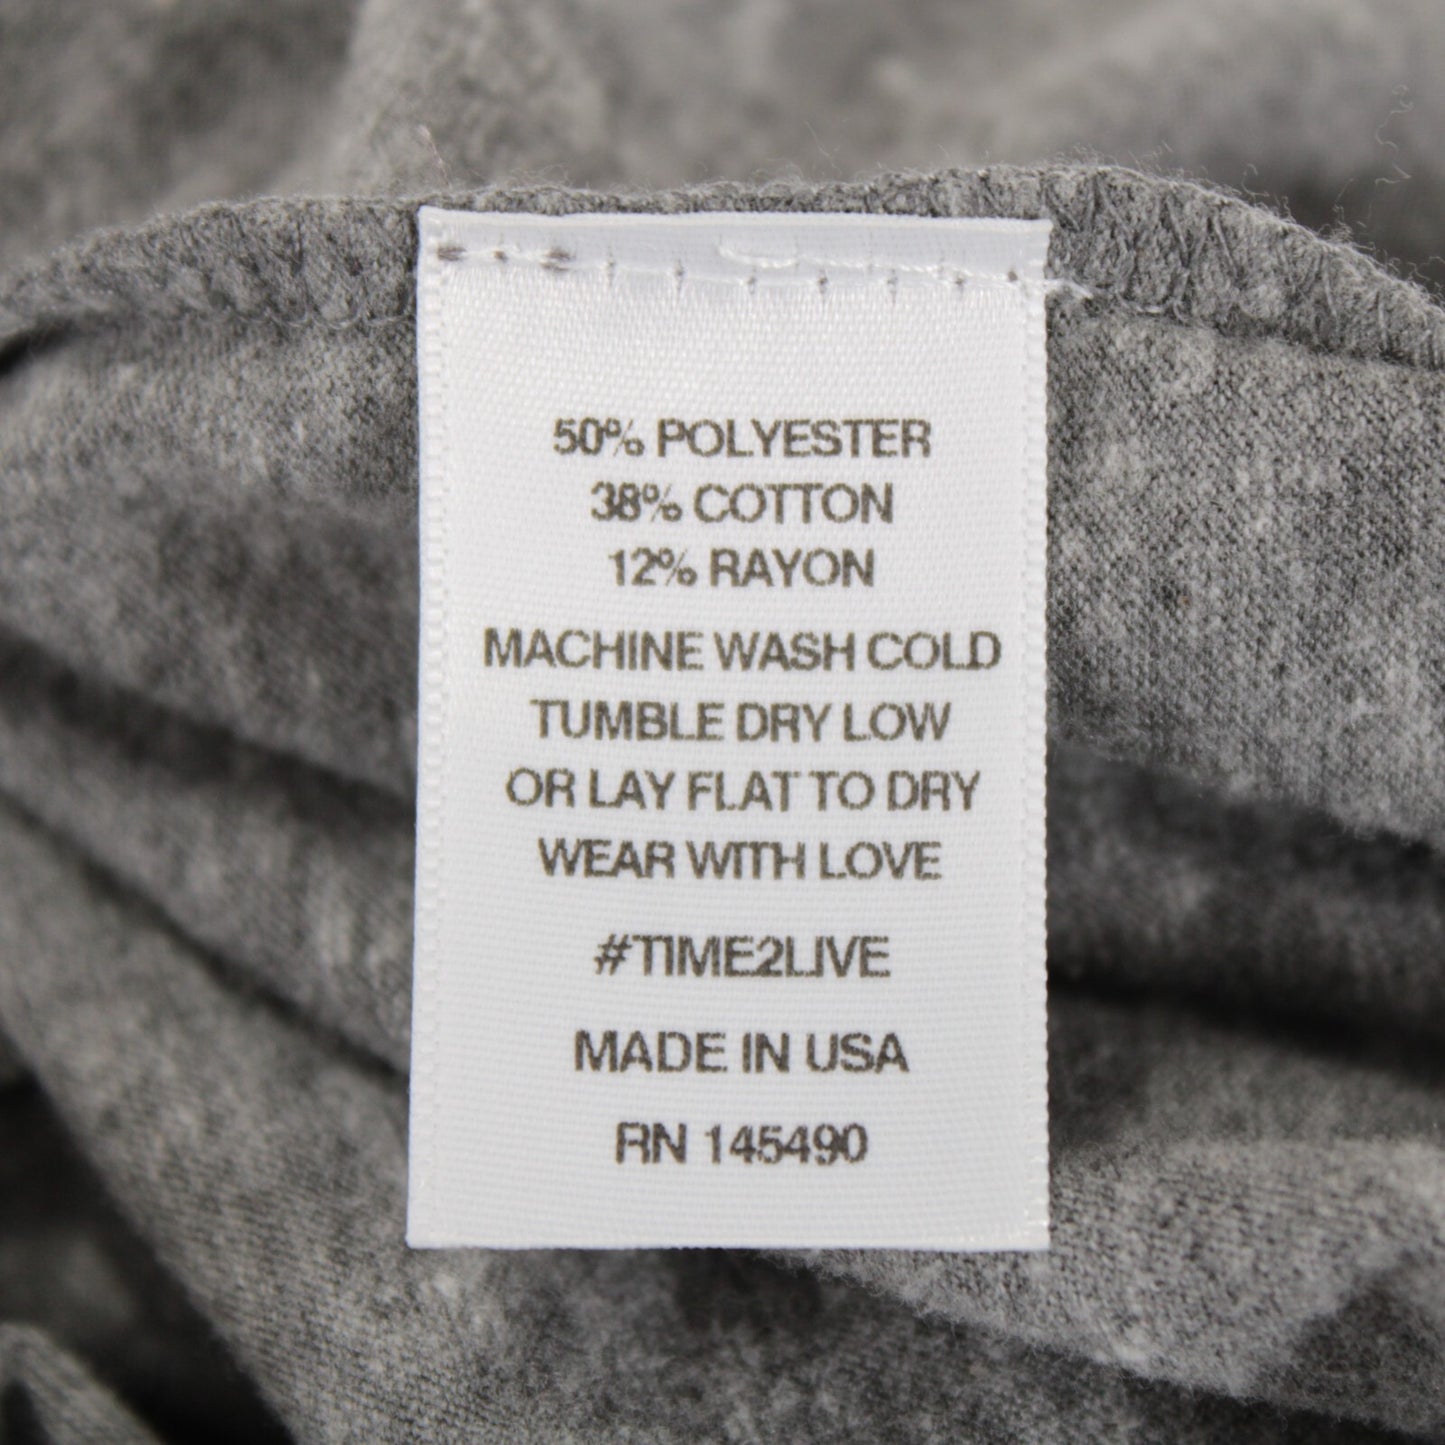 50% POLYESTER
38% COTTON
12% RAYON
MACHINE WASH COLD
TUMBLE DRY LOW
OR LAY FLAT TO DRY
WEAR WITH LOVE
#TIME2LIVE
MADE IN USA
RN 145490